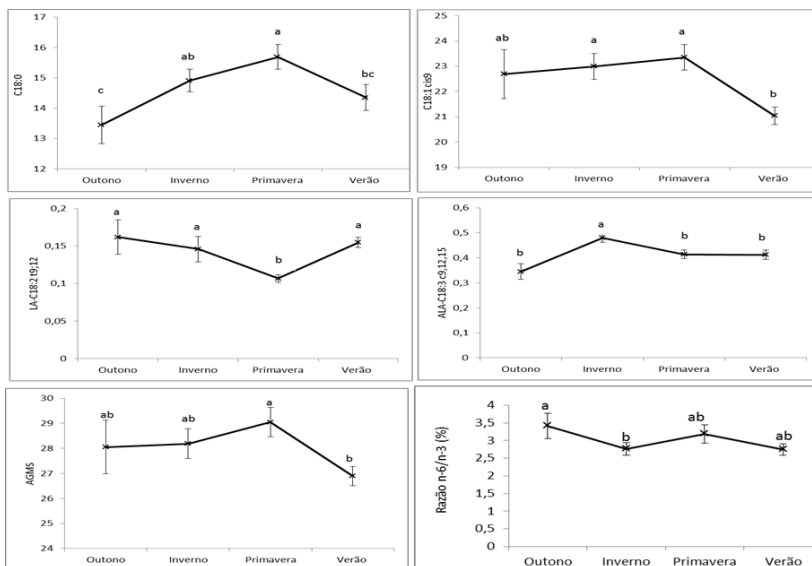 17
16
15
14
13
12
C18:0
c
ab
a
bc
Outono Inverno Primavera Verão
25
24
23
22
21
20
19
C18:1 cis9
ab
a
a
b
Outono Inverno Primavera Verão
0,2
0,15
0,1
0,05
0
LA-C18:2 t9;12
a
a
b
a
Outono Inverno Primavera Verão
0,6
0,5
0,4
0,3
0,2
0,1
0
ALA-C18:3 c9,12,15
b
a
b
b
Outono Inverno Primavera Verão
30
29
28
27
26
25
24
AGMS
ab
ab
a
b
Outono Inverno Primavera Verão
4
3,5
3
2,5
2
1,5
1
0,5
0
Razão n-6/n-3 (%)
a
b
ab
ab
Outono Inverno Primavera Verão